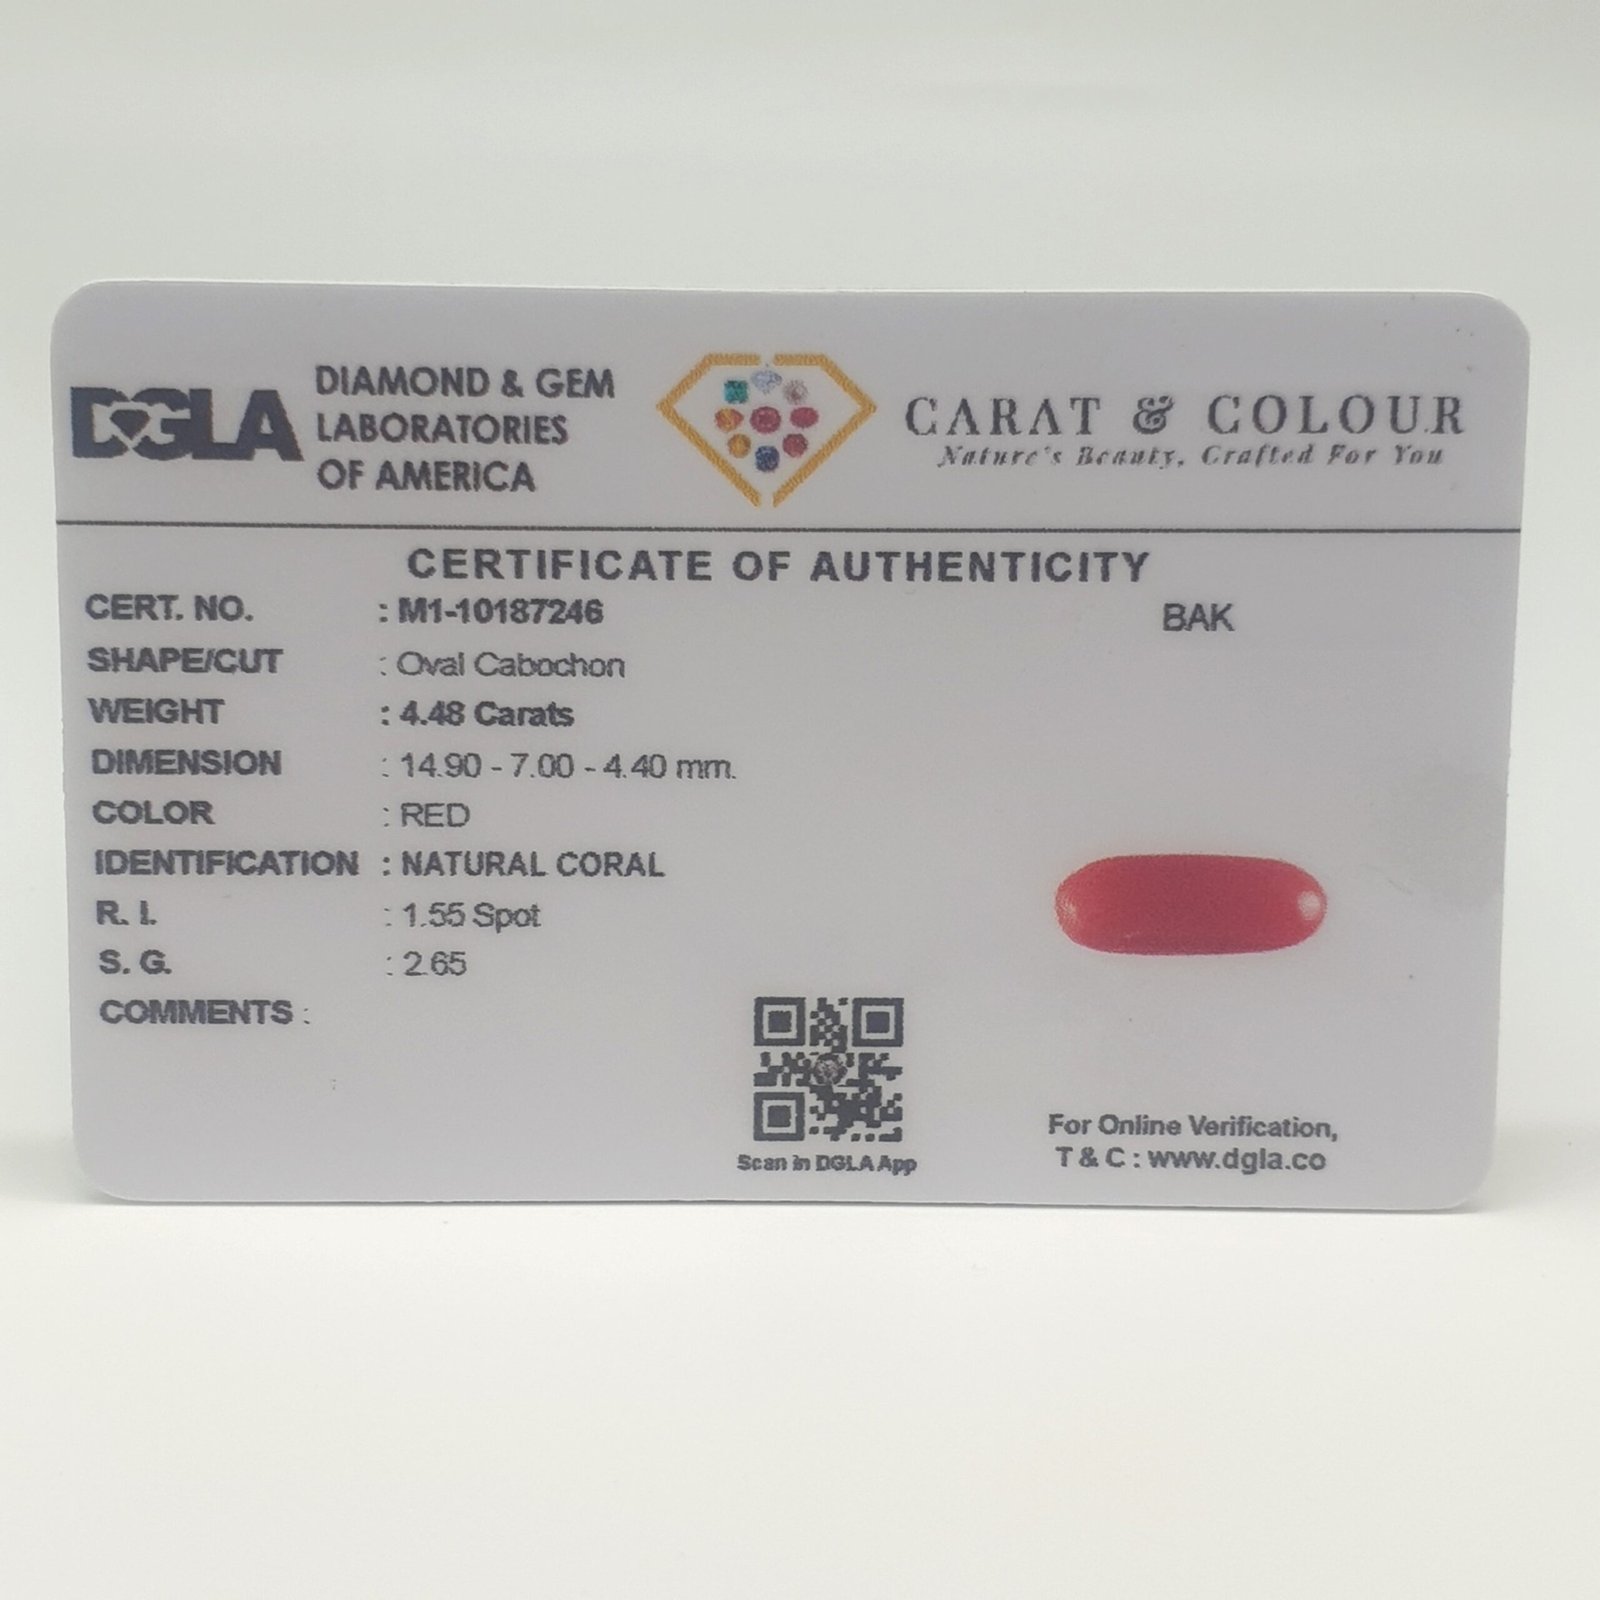 DGLA
DIAMOND & GEM
LABORATORIES
OF AMERICA
CARAT & COLOUR
Nature's Beauty, Crafted For You
CERTIFICATE OF AUTHENTICITY
CERT. NO. : M1-10187246
BAK
SHAPE/CUT : Oval Cabochon
WEIGHT : 4.48 Carats
DIMENSION : 14.90 - 7.00 - 4.40 mm.
COLOR : RED
IDENTIFICATION : NATURAL CORAL
R. I. : 1.55 Spot
S. G. : 2.65
COMMENTS :
Scan in DGLA App
For Online Verification,
T & C : www.dgla.co